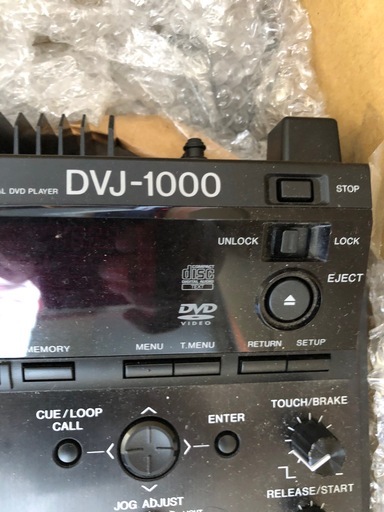 AL DVD PLAYER DVJ-1000
STOP
UNLOCK LOCK
EJECT
COMPACT
disc
DIGITAL AUDIO
TEXT
DVD
VIDEO
MEMORY MENU T.MENU RETURN SETUP
CUE/LOOP
CALL
ENTER
TOUCH/BRAKE
JOG ADJUST
RELEASE/START